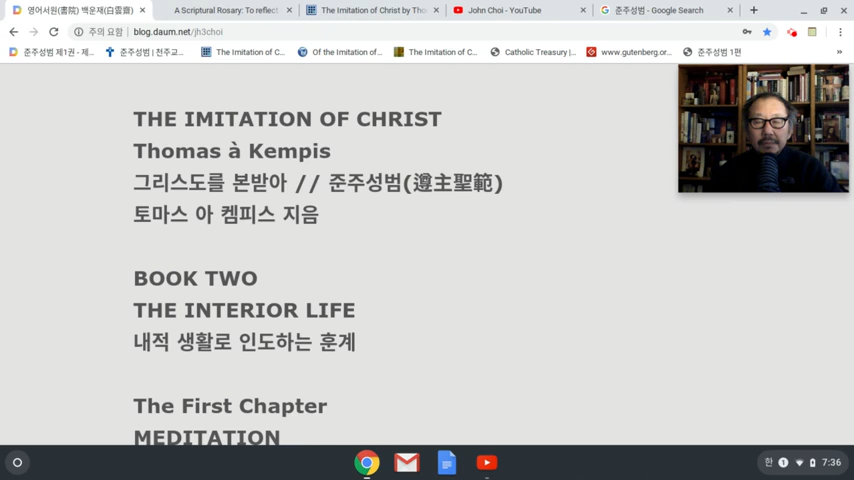 영어서원(書院) 백운재(白雲齋)
A Scriptural Rosary: To reflect
The Imitation of Christ by Tho
John Choi - YouTube
준주성범 - Google Search
주의 요함
blog.daum.net/jh3choi
준주성범 제1권 - 제...
준주성범 | 천주교...
The Imitation of C...
Of the Imitation of...
The Imitation of C...
Catholic Treasury |...
www.gutenberg.org...
준주성범 1편
THE IMITATION OF CHRIST
Thomas à Kempis
그리스도를 본받아 // 준주성범(遵主聖範)
토마스 아 켐피스 지음
BOOK TWO
THE INTERIOR LIFE
내적 생활로 인도하는 훈계
The First Chapter
MEDITATION
한
1
7:36